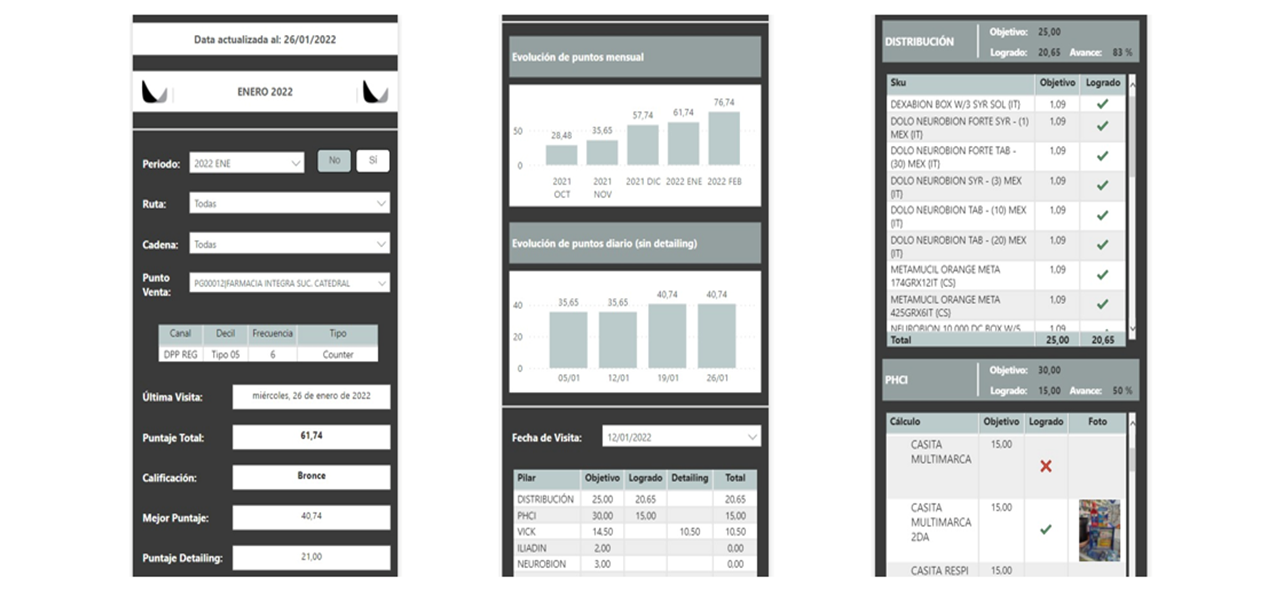 Data actualizada al: 26/01/2022
ENERO 2022
Periodo: 2022 ENE No SÍ
Ruta: Todas
Cadena: Todas
Punto Venta: PG00012|FARMACIA INTEGRA SUC. CATEDRAL
Canal Decil Frecuencia Tipo
DPP REG Tipo 05 6 Counter
Última Visita: miércoles, 26 de enero de 2022
Puntaje Total: 61,74
Calificación: Bronce
Mejor Puntaje: 40,74
Puntaje Detailing: 21,00
Evolución de puntos mensual
76,74
57,74 61,74
28,48 35,65
50
0
2021 OCT 2021 NOV 2021 DIC 2022 ENE 2022 FEB
Evolución de puntos diario (sin detailing)
35,65 35,65 40,74 40,74
40
20
0
05/01 12/01 19/01 26/01
Fecha de Visita: 12/01/2022
Pilar Objetivo Logrado Detailing Total
DISTRIBUCIÓN 25.00 20.65 20.65
PHCI 30.00 15.00 15.00
VICK 14.50 10.50 10.50
ILIADIN 2.00 0.00
NEUROBION 3.00 0.00
DISTRIBUCIÓN
Objetivo: 25,00
Logrado: 20,65 Avance: 83 %
Sku Objetivo Logrado
DEXABION BOX W/3 SYR SOL (IT) 1.09
DOLO NEUROBION FORTE SYR - (1) 1.09
MEX (IT)
DOLO NEUROBION FORTE TAB - 1.09
(30) MEX (IT)
DOLO NEUROBION SYR - (3) MEX 1.09
(IT)
DOLO NEUROBION TAB - (10) MEX 1.09
(IT)
DOLO NEUROBION TAB - (20) MEX 1.09
(IT)
METAMUCIL ORANGE META 1.09
174GRX12IT (CS)
METAMUCIL ORANGE META 1.09
425GRX6IT (CS)
NEUROBION 10.000 DC BOX W/5 1.09
Total 25,00 20,65
PHCI
Objetivo: 30,00
Logrado: 15,00 Avance: 50 %
Cálculo Objetivo Logrado Foto
CASITA 15.00
MULTIMARCA
CASITA 15.00
MULTIMARCA
2DA
CASITA RESPI 15.00